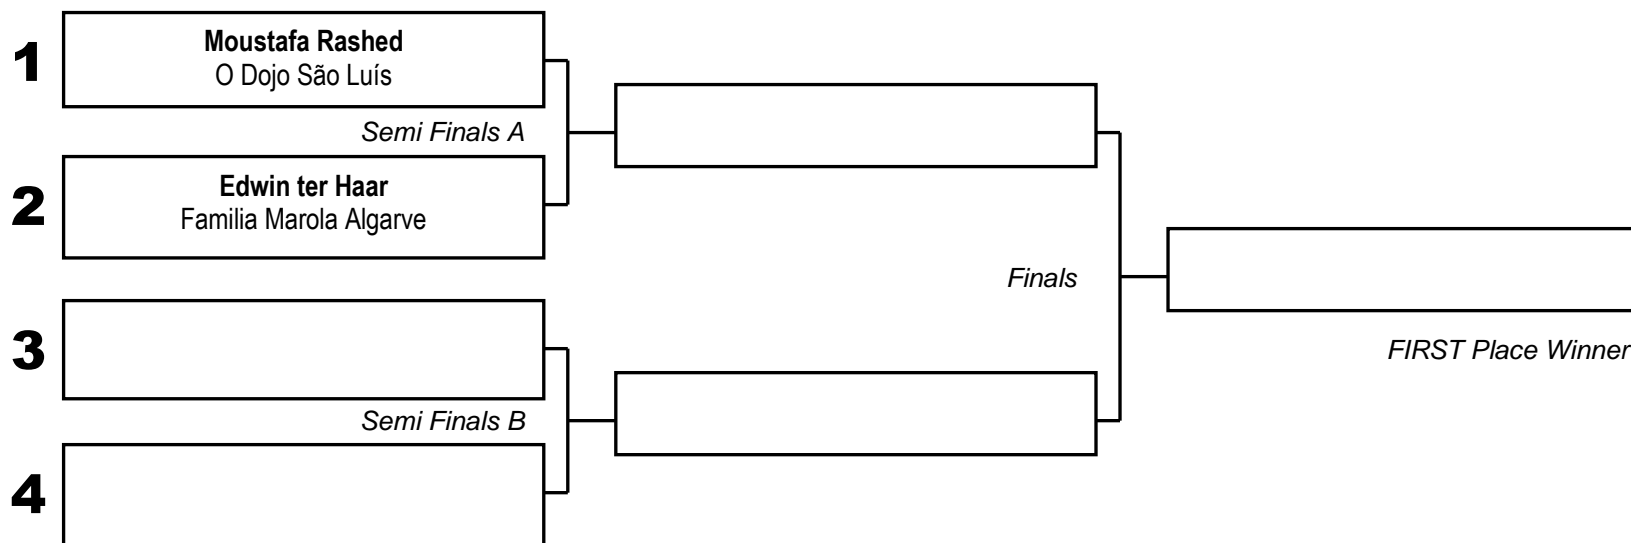 1
Moustafa Rashed
O Dojo São Luís
Semi Finals A
2
Edwin ter Haar
Familia Marola Algarve
Finals
3
FIRST Place Winner
Semi Finals B
4